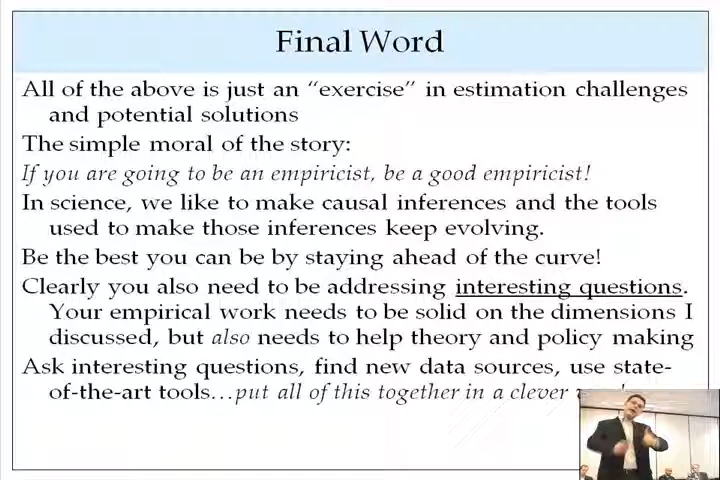 Final Word
All of the above is just an “exercise” in estimation challenges
and potential solutions
The simple moral of the story:
If you are going to be an empiricist, be a good empiricist!
In science, we like to make causal inferences and the tools
used to make those inferences keep evolving.
Be the best you can be by staying ahead of the curve!
Clearly you also need to be addressing interesting questions.
Your empirical work needs to be solid on the dimensions I
discussed, but also needs to help theory and policy making
Ask interesting questions, find new data sources, use state-
of-the-art tools…put all of this together in a clever